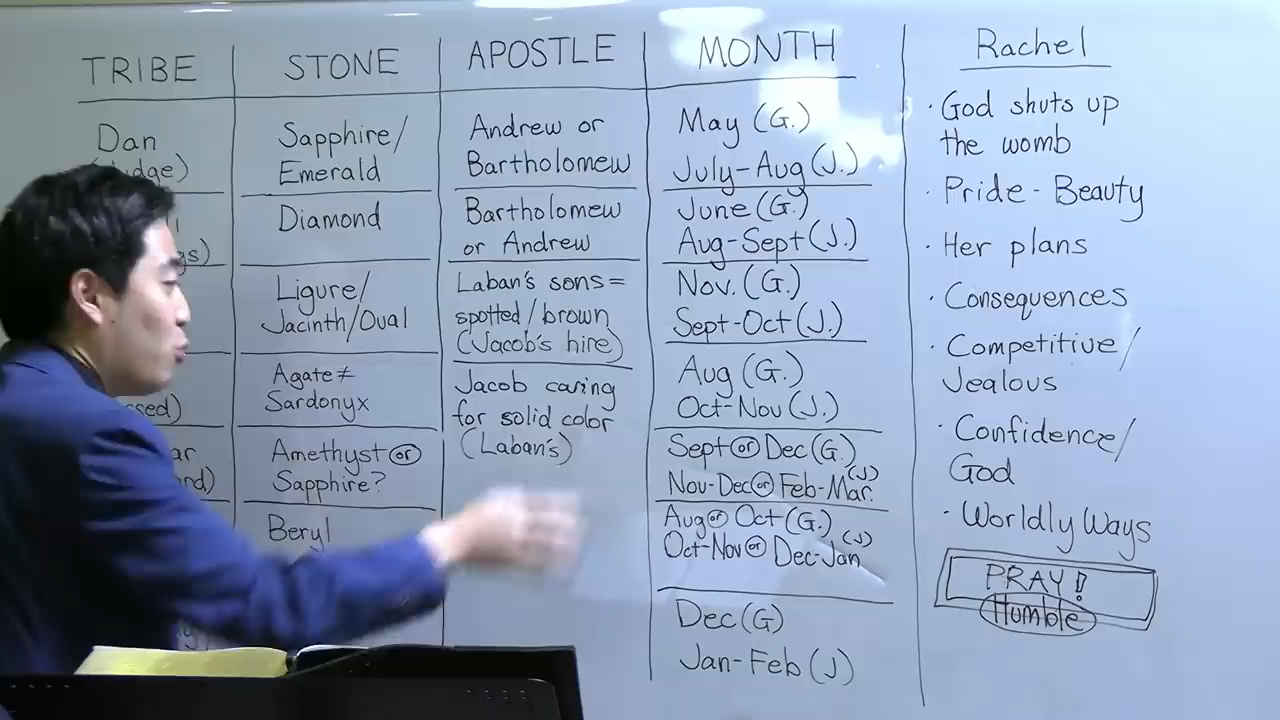 TRIBE
Dan
STONE
Sapphire/
Emerald
Diamond
Ligure/
Jacinth/Oval
Agate ≠
Sardonyx
Amethyst or
Sapphire?
Beryl
APOSTLE
Andrew or
Bartholomew
Bartholomew
or Andrew
Laban's sons =
spotted/brown
(Jacob's hire)
Jacob caring
for solid color
(Laban's)
MONTH
May (G.)
July-Aug (J.)
June (G.)
Aug-Sept (J.)
Nov. (G.)
Sept-Oct (J.)
Aug (G.)
Oct-Nov (J.)
Sept or Dec (G.)
Nov-Dec or Feb-Mar. (J)
Aug or Oct (G.)
Oct-Nov or Dec-Jan (J)
Dec (G)
Jan-Feb (J)
Rachel
· God shuts up
the womb
· Pride - Beauty
· Her plans
· Consequences
· Competitive/
Jealous
· Confidence/
God
· Worldly Ways
PRAY!
Humble